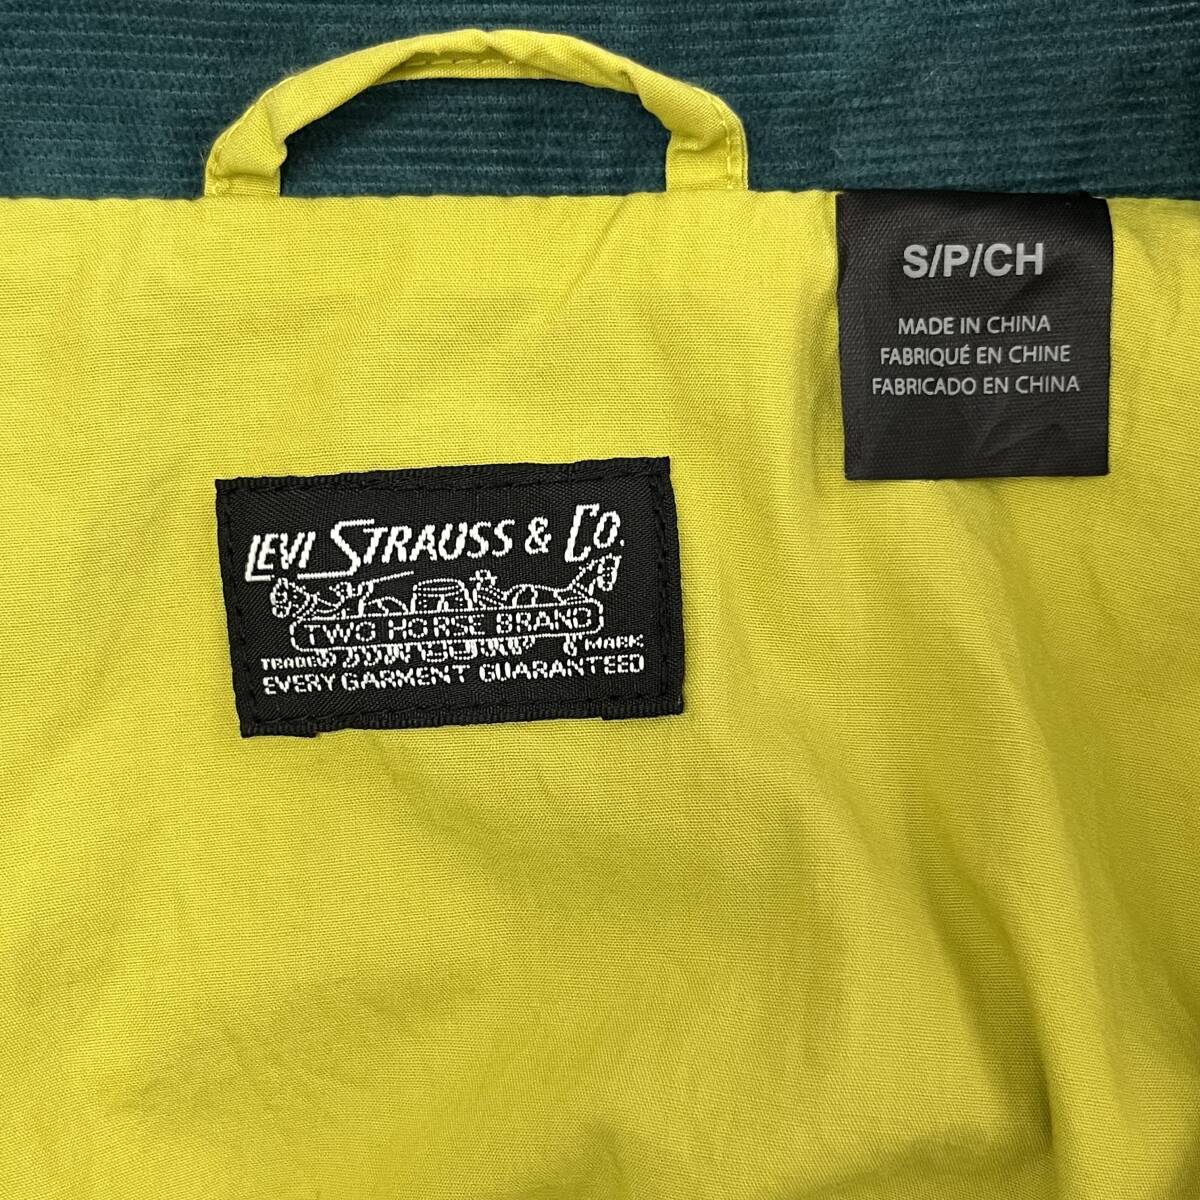 S/P/CH
MADE IN CHINA
FABRIQUÉ EN CHINE
FABRICADO EN CHINA
LEVI STRAUSS & CO.
TWO HORSE BRAND
TRADE MARK
EVERY GARMENT GUARANTEED